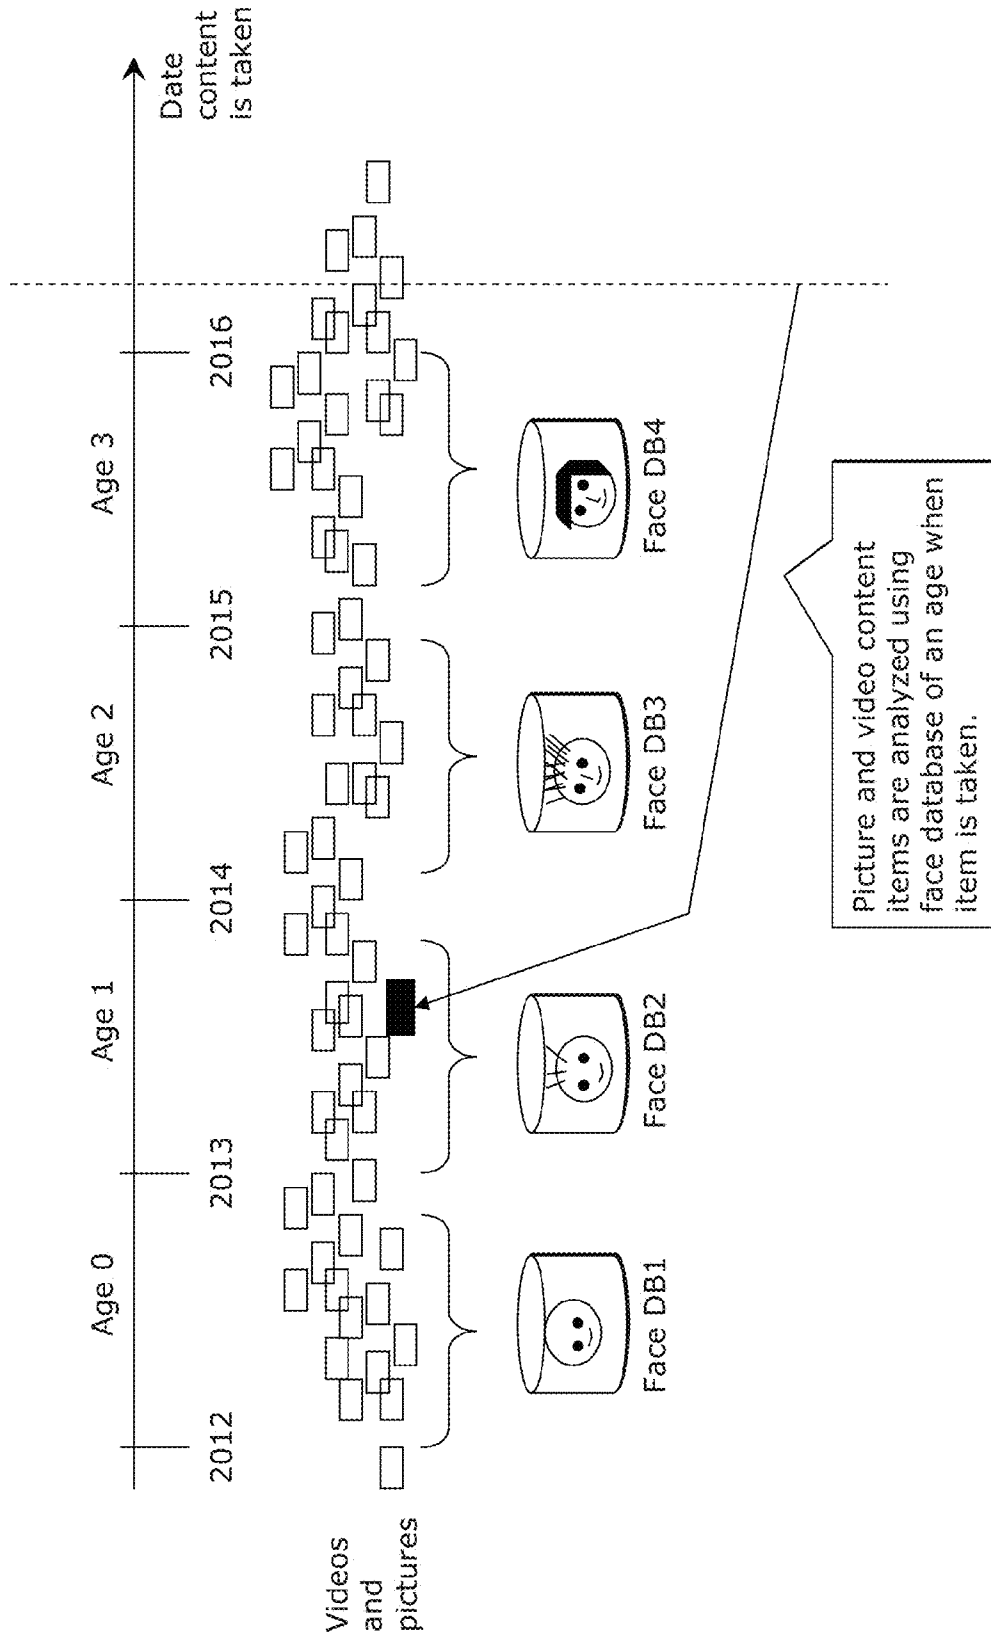 Age 0
Age 1
Age 2
Age 3
Date
content
is taken
2012
2013
2014
2015
2016
Videos
and
pictures
Face DB1
Face DB2
Face DB3
Face DB4
Picture and video content
items are analyzed using
face database of an age when
item is taken.